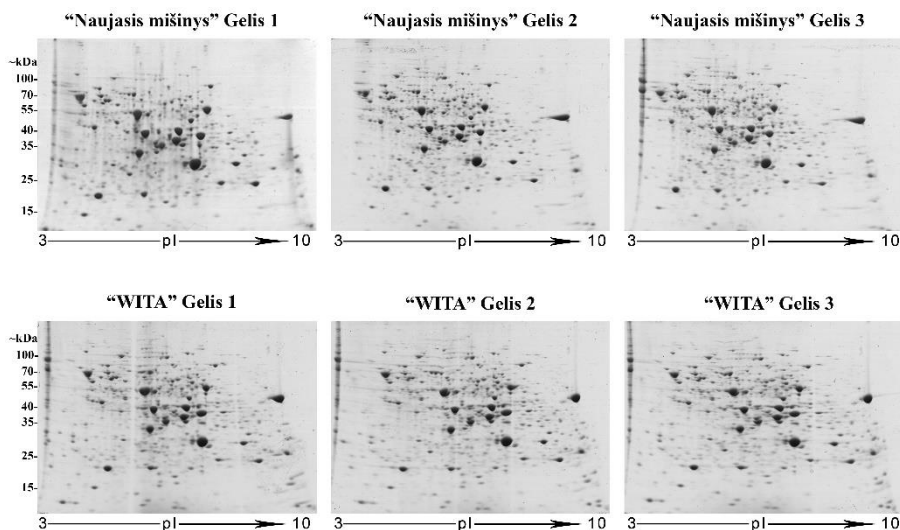 “Naujasis mišinys” Gelis 1 “Naujasis mišinys” Gelis 2 “Naujasis mišinys” Gelis 3
~kDa
100-
70-
55-
40-
35-
25-
15-
3 pI 10 3 pI 10 3 pI 10
“WITA” Gelis 1 “WITA” Gelis 2 “WITA” Gelis 3
~kDa
100-
70-
55-
40-
35-
25-
15-
3 pI 10 3 pI 10 3 pI 10